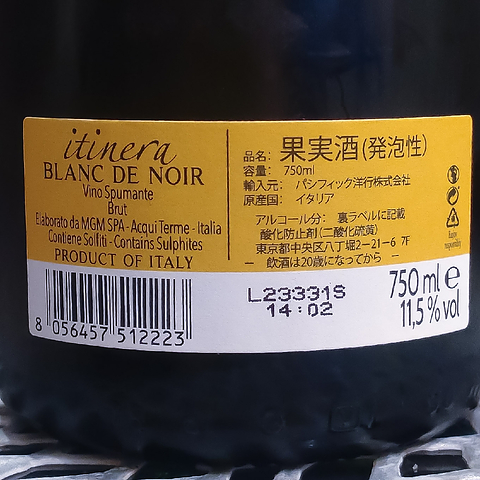 itinera
BLANC DE NOIR
Vino Spumante
Brut
Elaborato da MGM SPA - Acqui Terme - Italia
Contiene Solfiti - Contains Sulphites
PRODUCT OF ITALY
品名: 果実酒(発泡性)
容量: 750ml
輸入元: パシフィック洋行株式会社
原産国: イタリア
アルコール分: 裏ラベルに記載
酸化防止剤(二酸化硫黄)
東京都中央区八丁堀2-21-6 7F
― 飲酒は20歳になってから ―
Enjoy
responsibly
8 056457 512223
L23331S
14:02
750 ml e
11,5% vol